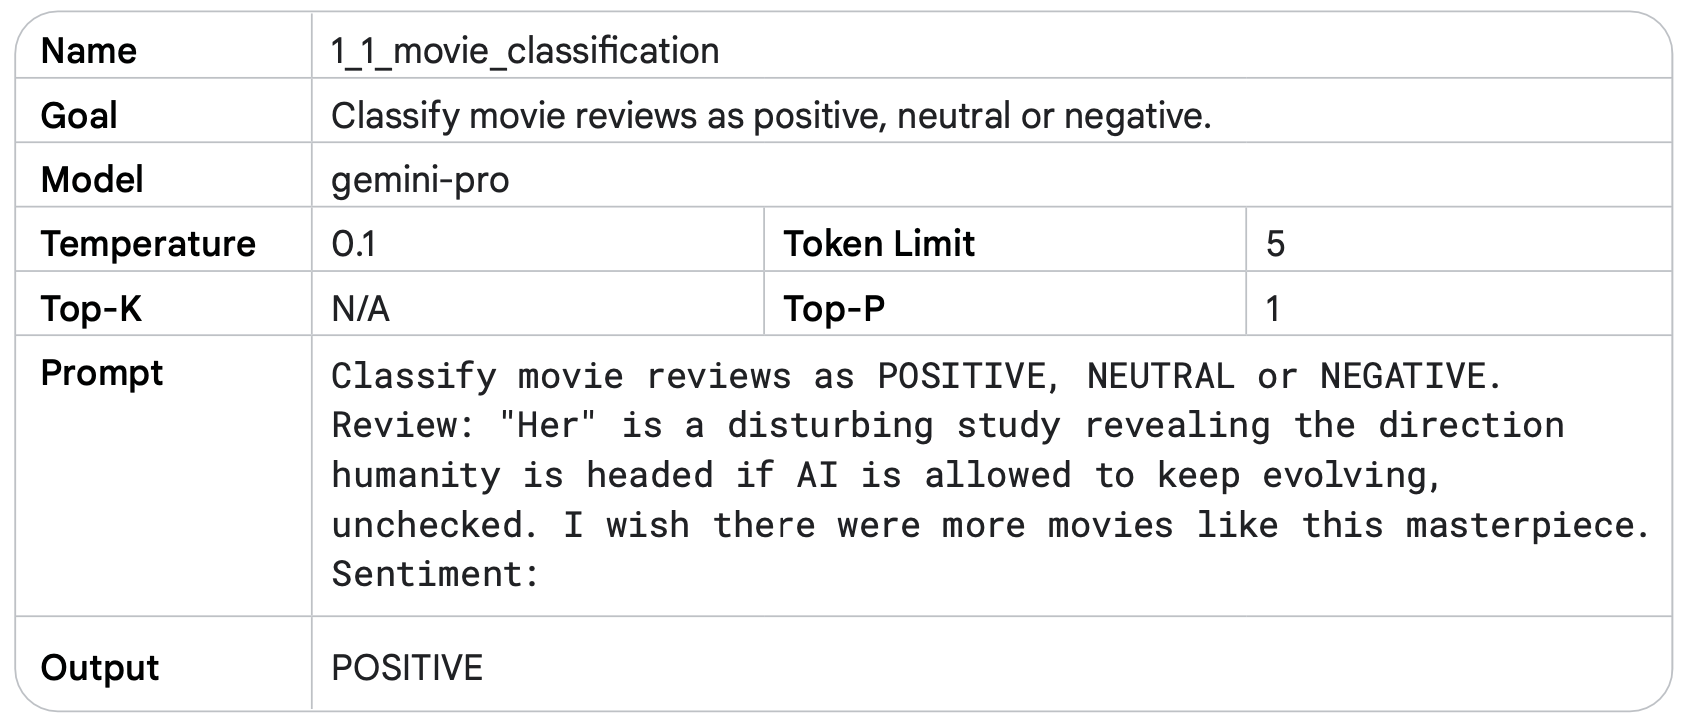 Name 1_1_movie_classification
Goal Classify movie reviews as positive, neutral or negative.
Model gemini-pro
Temperature 0.1 Token Limit 5
Top-K N/A Top-P 1
Prompt Classify movie reviews as POSITIVE, NEUTRAL or NEGATIVE.
Review: "Her" is a disturbing study revealing the direction
humanity is headed if AI is allowed to keep evolving,
unchecked. I wish there were more movies like this masterpiece.
Sentiment:
Output POSITIVE